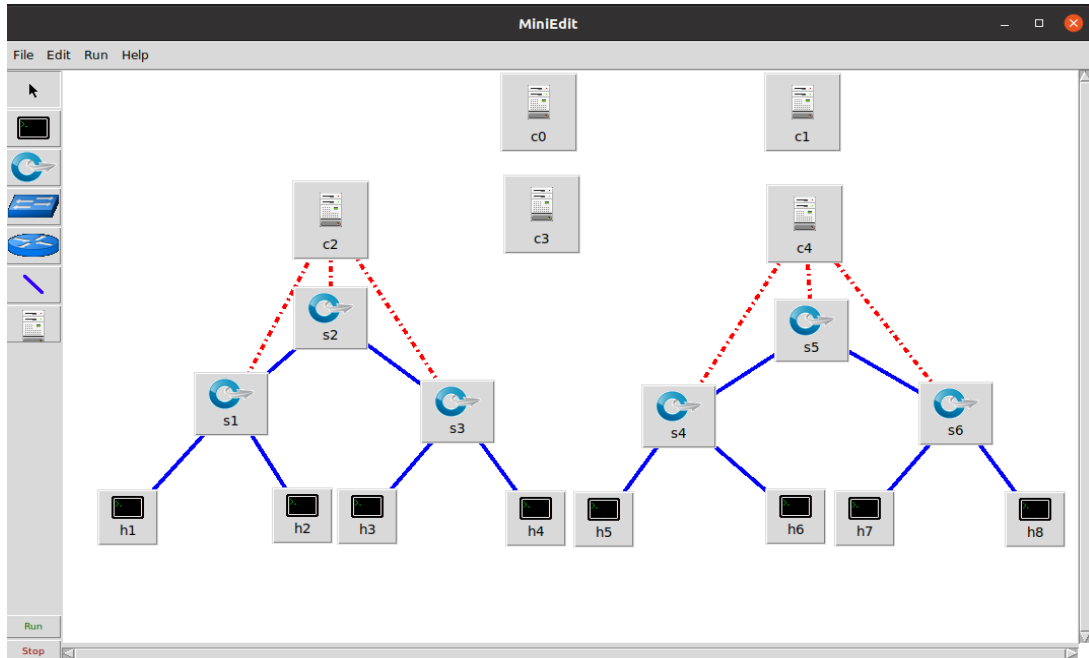 MiniEdit
File Edit Run Help
c0
c1
c2
c3
c4
s2
s5
s1
s3
s4
s6
h1
h2
h3
h4
h5
h6
h7
h8
Run
Stop